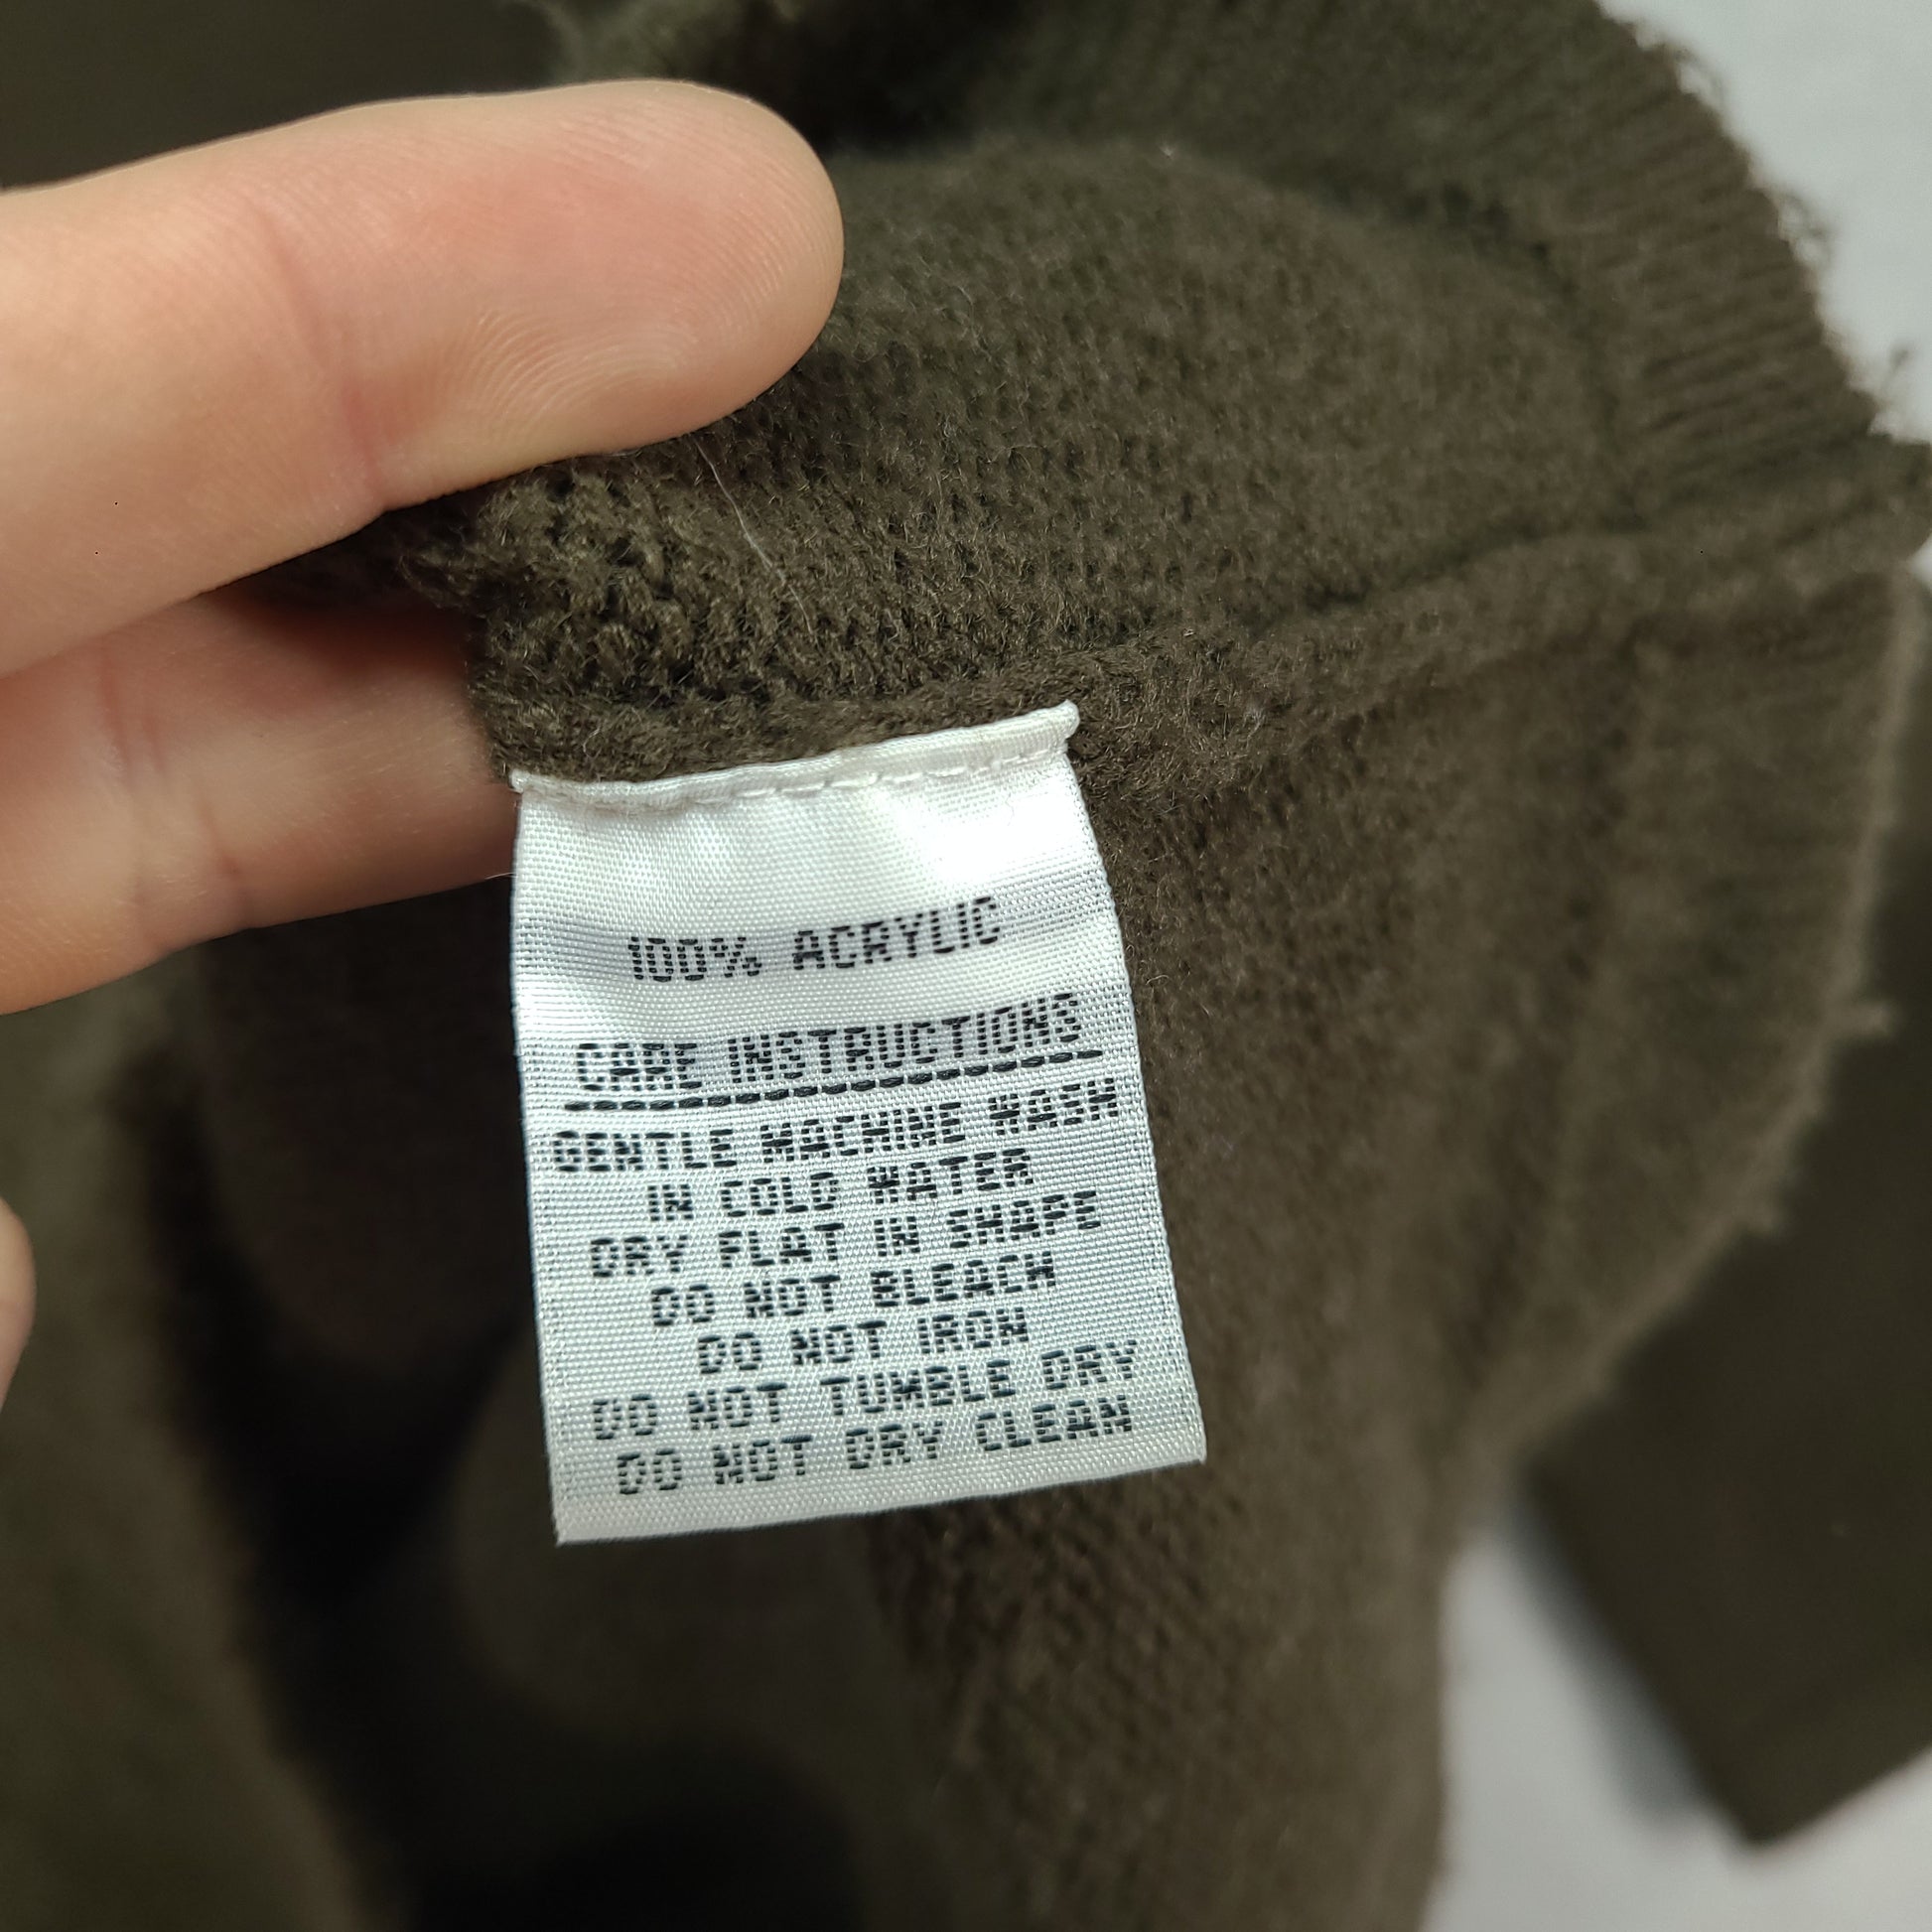 100% ACRYLIC
CARE INSTRUCTIONS
GENTLE MACHINE WASH
IN COLD WATER
DRY FLAT IN SHAPE
DO NOT BLEACH
DO NOT IRON
DO NOT TUMBLE DRY
DO NOT DRY CLEAN